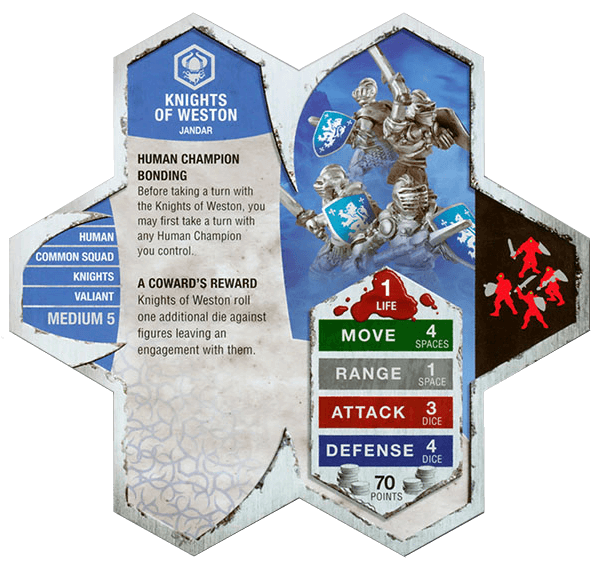 KNIGHTS
OF WESTON
JANDAR
HUMAN CHAMPION
BONDING
Before taking a turn with
the Knights of Weston, you
may first take a turn with
any Human Champion
you control.
A COWARD'S REWARD
Knights of Weston roll
one additional die against
figures leaving an
engagement with them.
HUMAN
COMMON SQUAD
KNIGHTS
VALIANT
MEDIUM 5
1
LIFE
MOVE 4
SPACES
RANGE 1
SPACE
ATTACK 3
DICE
DEFENSE 4
DICE
70
POINTS